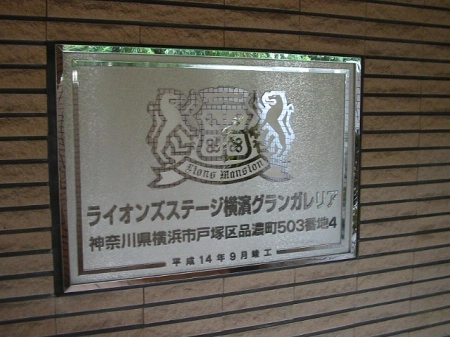 Lions Mansion
ライオンズステージ横濱グランガレリア
神奈川県横浜市戸塚区品濃町503番地4
平成14年9月竣工